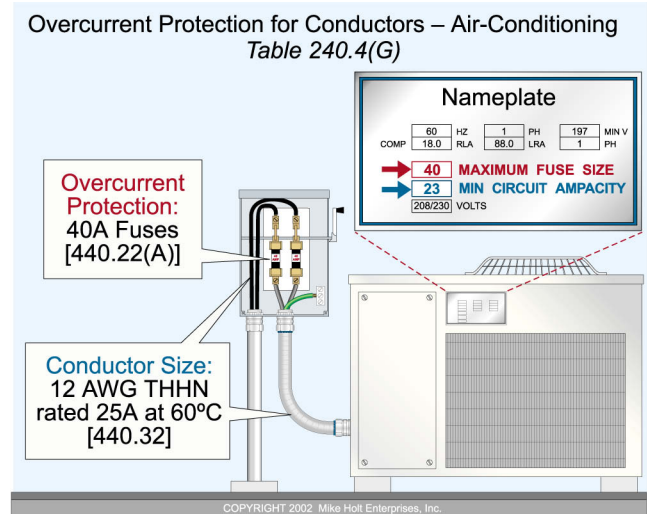 Overcurrent Protection for Conductors – Air-Conditioning
Table 240.4(G)
Nameplate
60 HZ 1 PH 197 MIN V
COMP 18.0 RLA 88.0 LRA 1 PH
40 MAXIMUM FUSE SIZE
23 MIN CIRCUIT AMPACITY
208/230 VOLTS
Overcurrent
Protection:
40A Fuses
[440.22(A)]
Conductor Size:
12 AWG THHN
rated 25A at 60ºC
[440.32]
COPYRIGHT 2002 Mike Holt Enterprises, Inc.